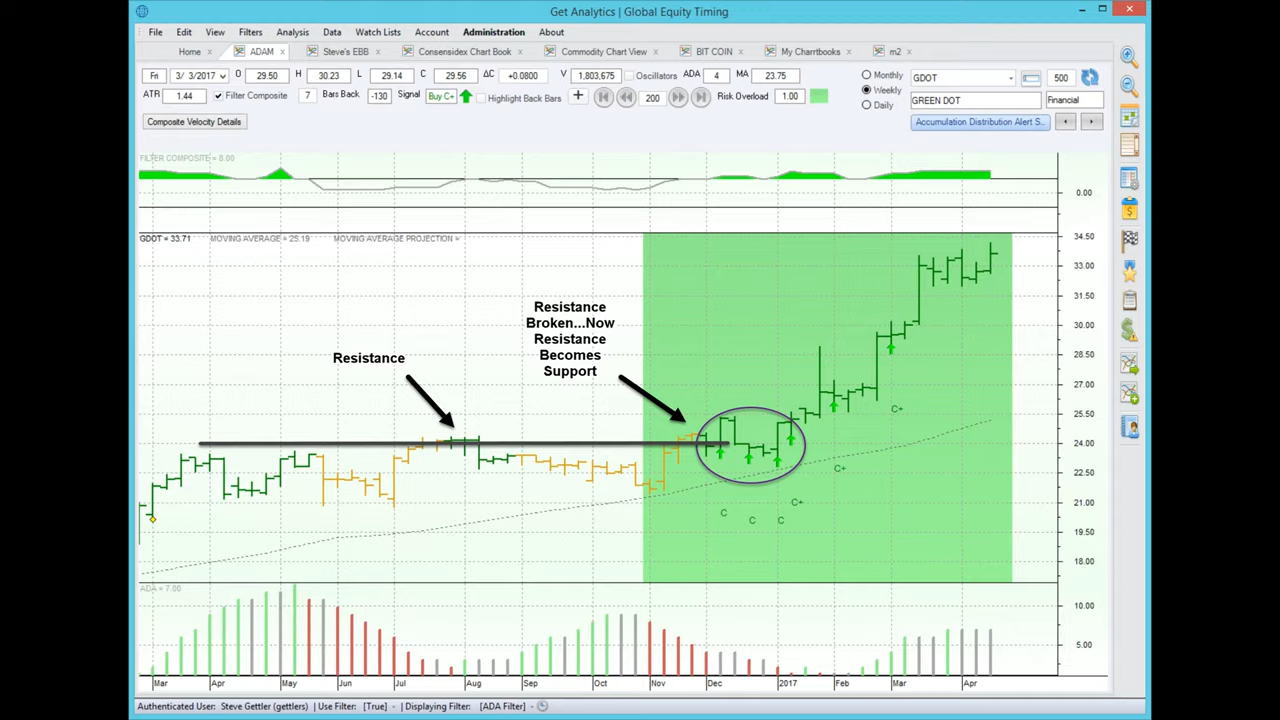 Get Analytics | Global Equity Timing
File Edit View Filters Analysis Data Watch Lists Account Administration About
Home ADAM x Steve's EBB x Consensidex Chart Book x Commodity Chart View x BIT COIN x My Charrtbooks x m2 x
Fri 3/ 3/2017 O 29.50 H 30.23 L 29.14 C 29.56 ΔC +0.0800 V 1,803,675 Oscillators ADA 4 MA 23.75
Monthly GDOT 500
ATR 1.44 Filter Composite 7 Bars Back -130 Signal Buy C+ Highlight Back Bars + 200 Risk Overload 1.00
Weekly GREEN DOT Financial
Daily
Composite Velocity Details Accumulation Distribution Alert S...
FILTER COMPOSITE = 8.00
0.00
GDOT = 33.71 MOVING AVERAGE = 25.19 MOVING AVERAGE PROJECTION =
34.50
33.00
31.50
30.00
28.50
27.00
25.50
24.00
22.50
21.00
19.50
18.00
Resistance
Broken...Now
Resistance
Becomes
Support
Resistance
C+
C+
C+
C
C
C
ADA = 7.00
10.00
5.00
Mar Apr May Jun Jul Aug Sep Oct Nov Dec 2017 Feb Mar Apr
Authenticated User: Steve Gettler (gettlers) | Use Filter: [True] - | Displaying Filter: [ADA Filter] -